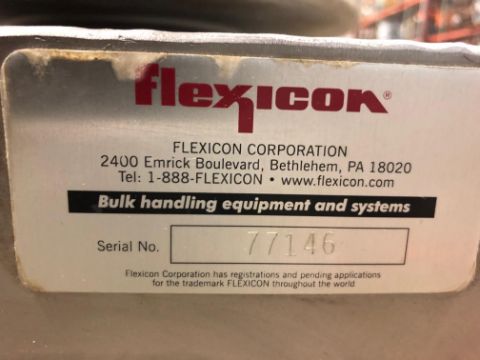 flexicon®
FLEXICON CORPORATION
2400 Emrick Boulevard, Bethlehem, PA 18020
Tel: 1-888-FLEXICON • www.flexicon.com
Bulk handling equipment and systems
Serial No. 77146
Flexicon Corporation has registrations and pending applications
for the trademark FLEXICON throughout the world